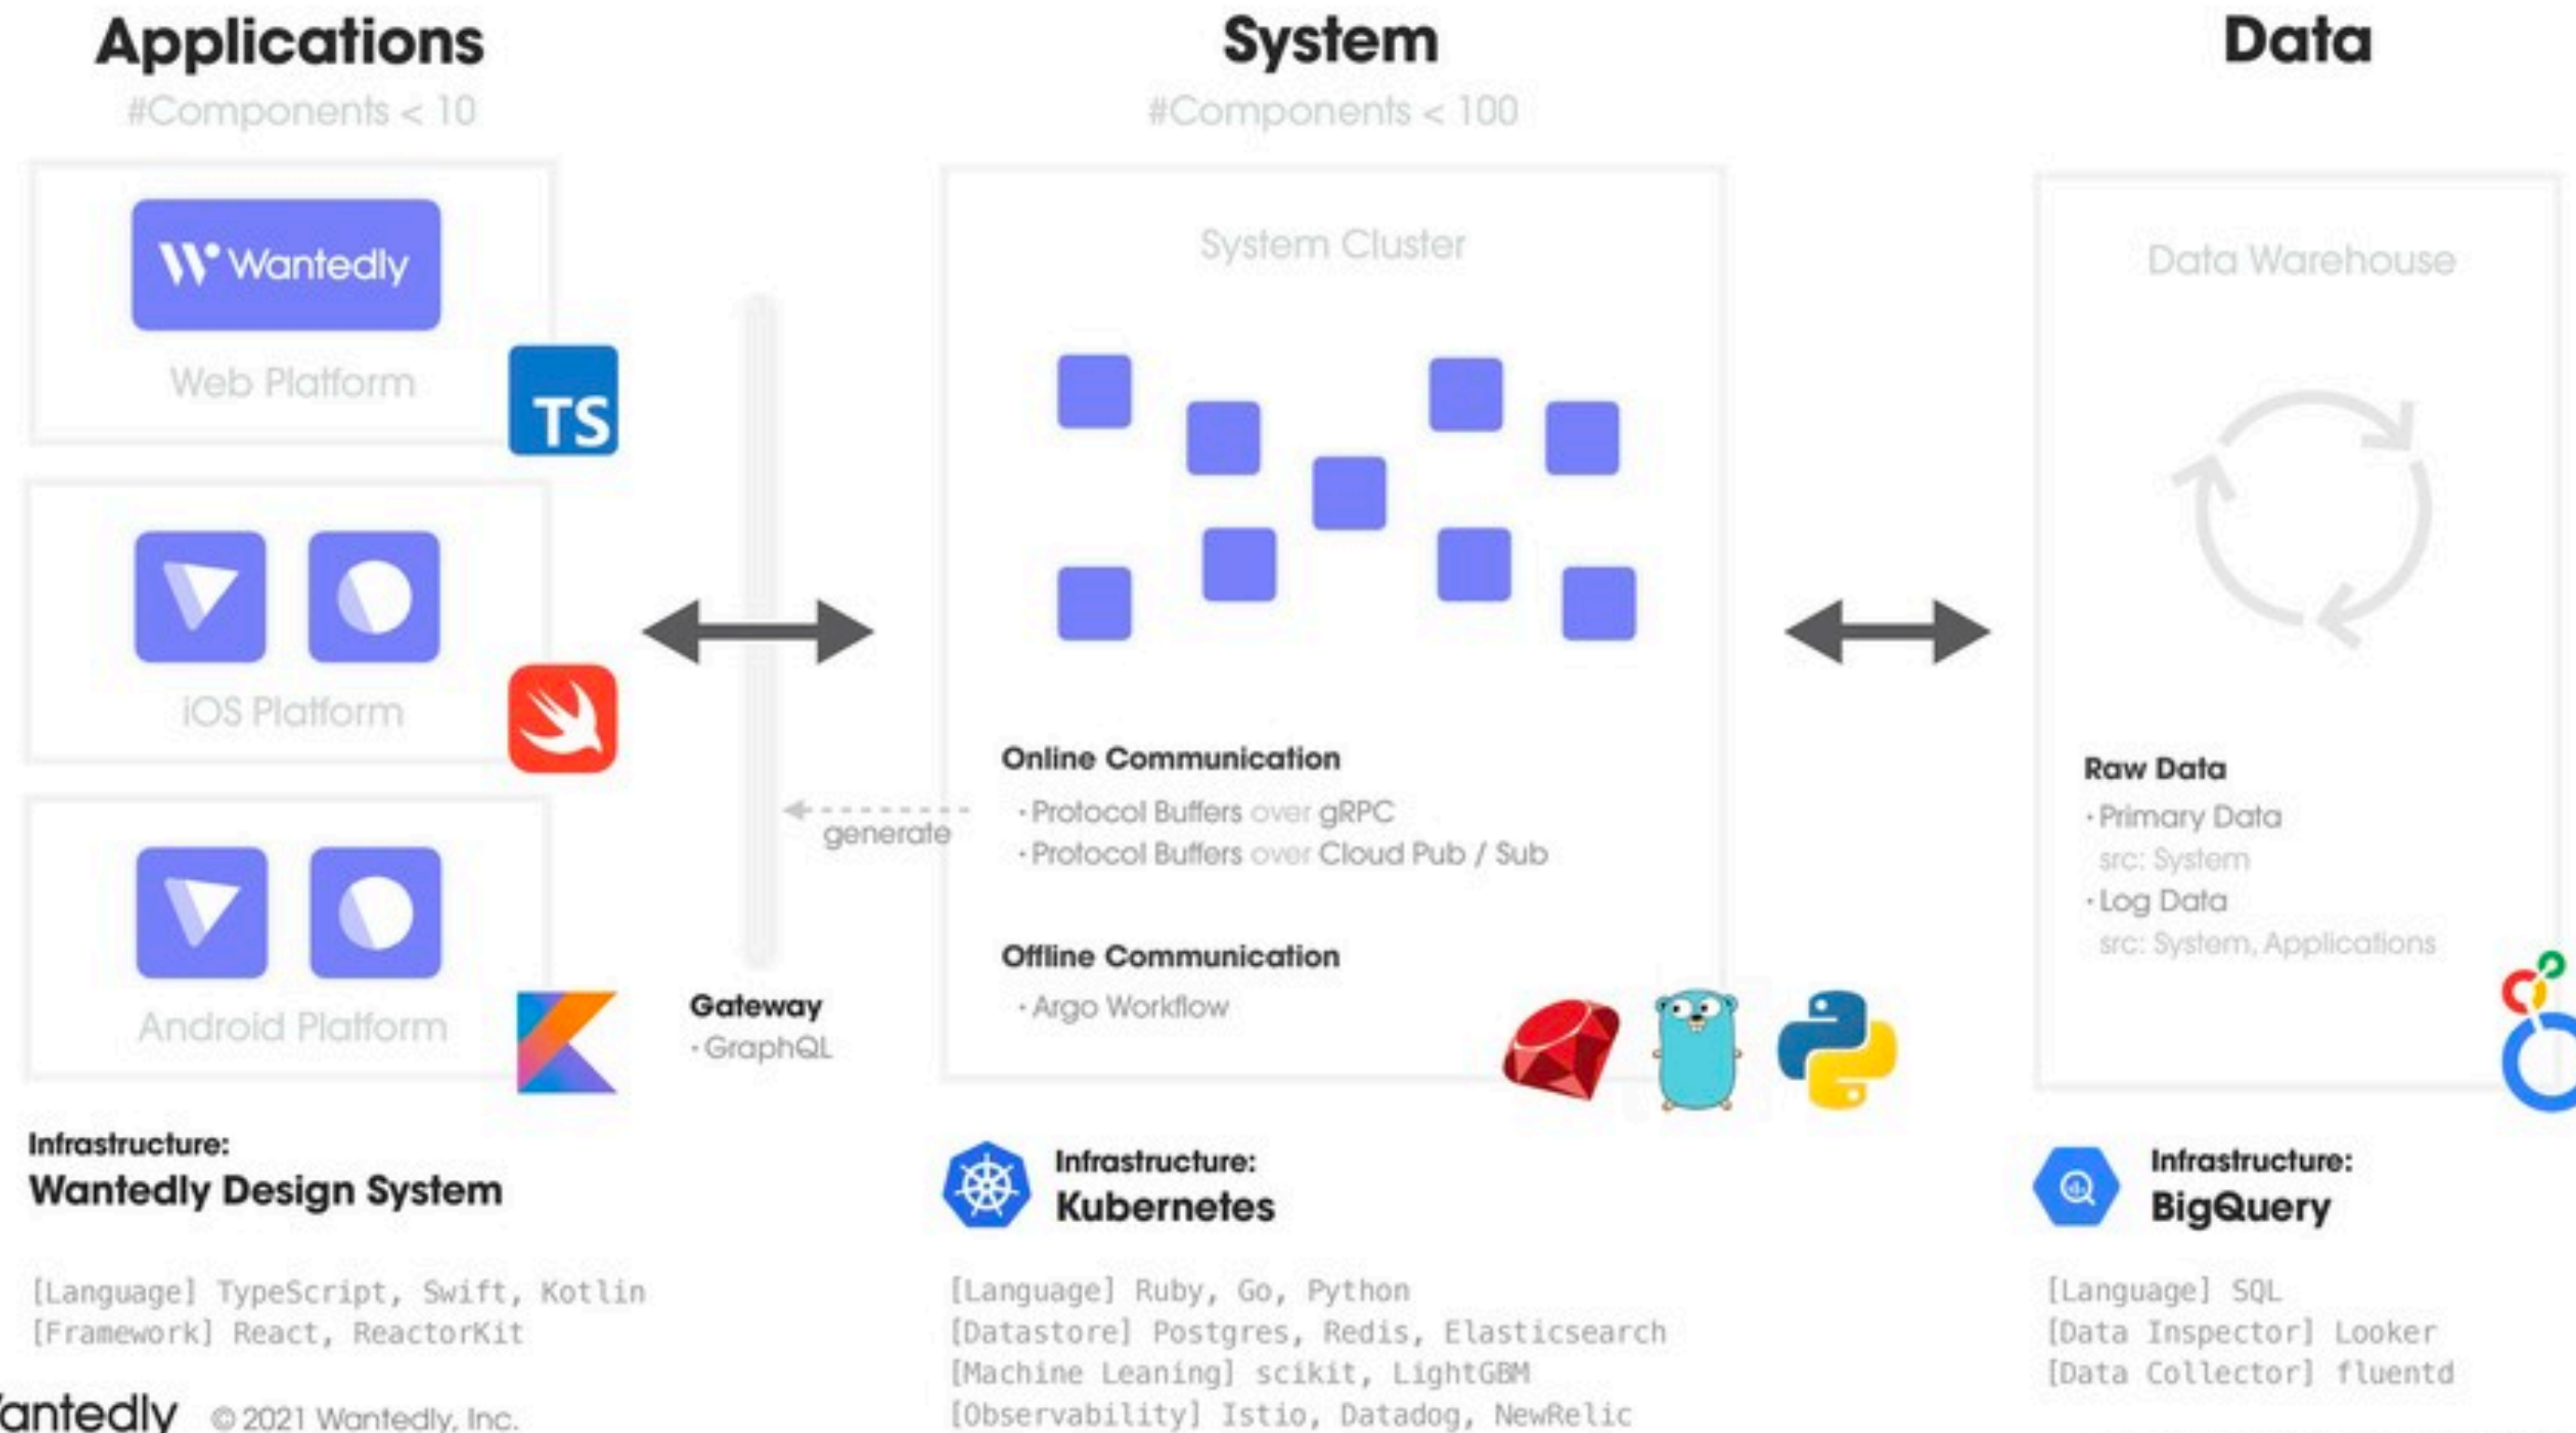 Applications
#Components < 10
Wantedly
Web Platform
TS
iOS Platform
Android Platform
Infrastructure:
Wantedly Design System
[Language] TypeScript, Swift, Kotlin
[Framework] React, ReactorKit
Gateway
・GraphQL
generate
System
#Components < 100
System Cluster
Online Communication
・Protocol Buffers over gRPC
・Protocol Buffers over Cloud Pub / Sub
Offline Communication
・Argo Workflow
Infrastructure:
Kubernetes
[Language] Ruby, Go, Python
[Datastore] Postgres, Redis, Elasticsearch
[Machine Leaning] scikit, LightGBM
[Observability] Istio, Datadog, NewRelic
Data
Data Warehouse
Raw Data
・Primary Data
src: System
・Log Data
src: System, Applications
Infrastructure:
BigQuery
[Language] SQL
[Data Inspector] Looker
[Data Collector] fluentd
antedly © 2021 Wantedly, Inc.